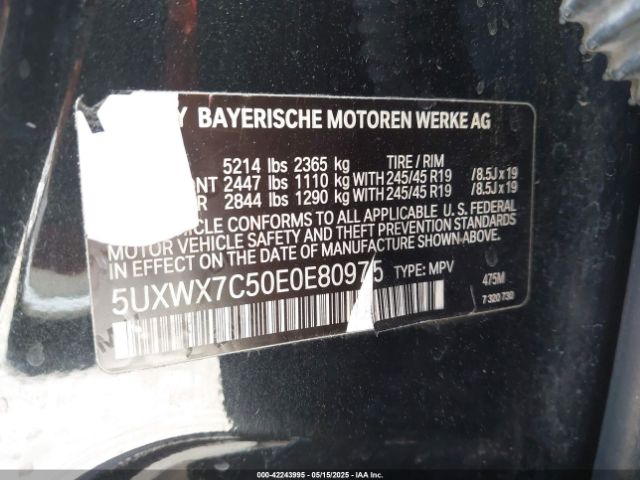 Y BAYERISCHE MOTOREN WERKE AG
5214 lbs 2365 kg TIRE / RIM
NT 2447 lbs 1110 kg WITH 245/45 R19 /8.5J x 19
R 2844 lbs 1290 kg WITH 245/45 R19 /8.5J x 19
VEHICLE CONFORMS TO ALL APPLICABLE U. S. FEDERAL
MOTOR VEHICLE SAFETY AND THEFT PREVENTION STANDARDS
IN EFFECT ON THE DATE OF MANUFACTURE SHOWN ABOVE.
5UXWX7C50E0E80975 TYPE: MPV 475M
7 320 730
000-42243995 - 05/15/2025 - IAA Inc.